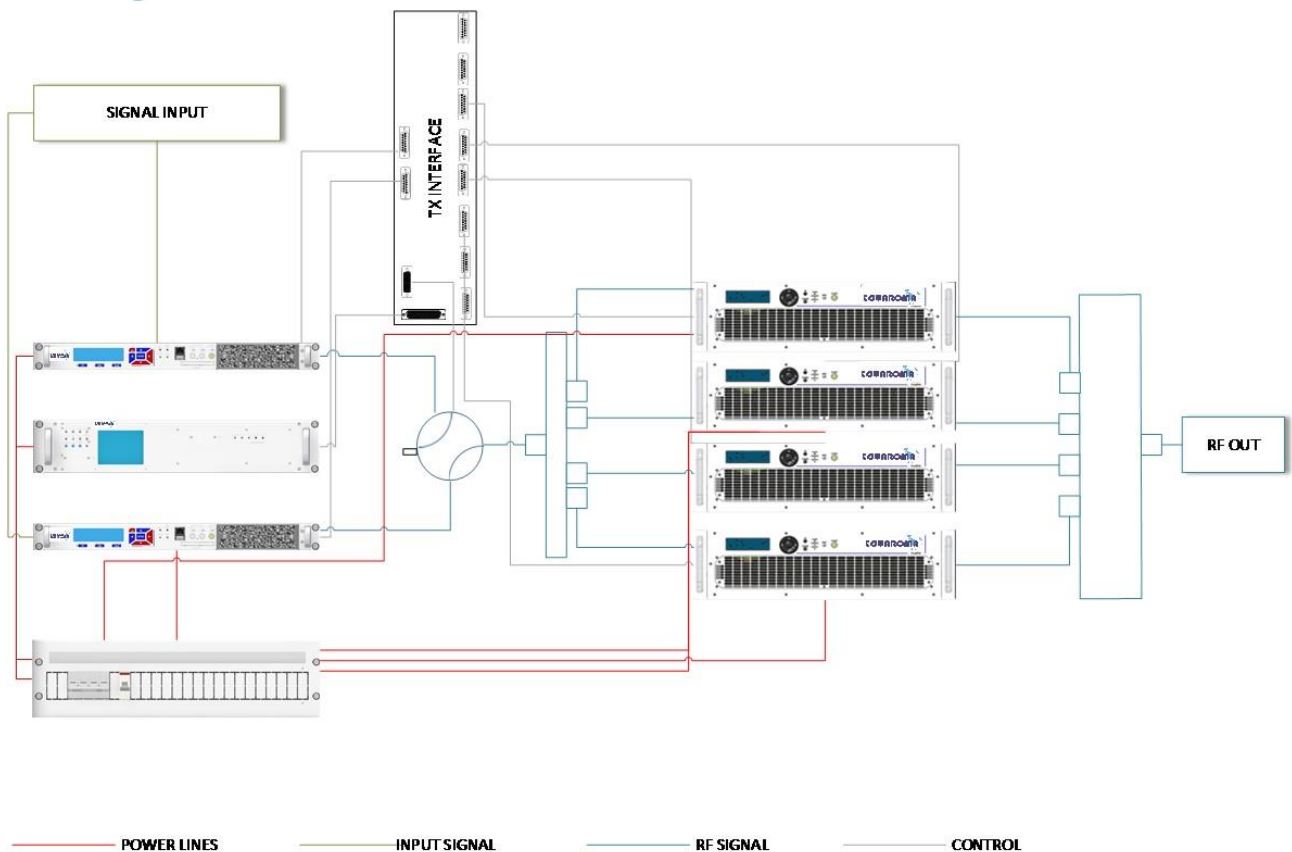 SIGNAL INPUT
TX INTERFACE
RF OUT
POWER LINES
INPUT SIGNAL
RF SIGNAL
CONTROL